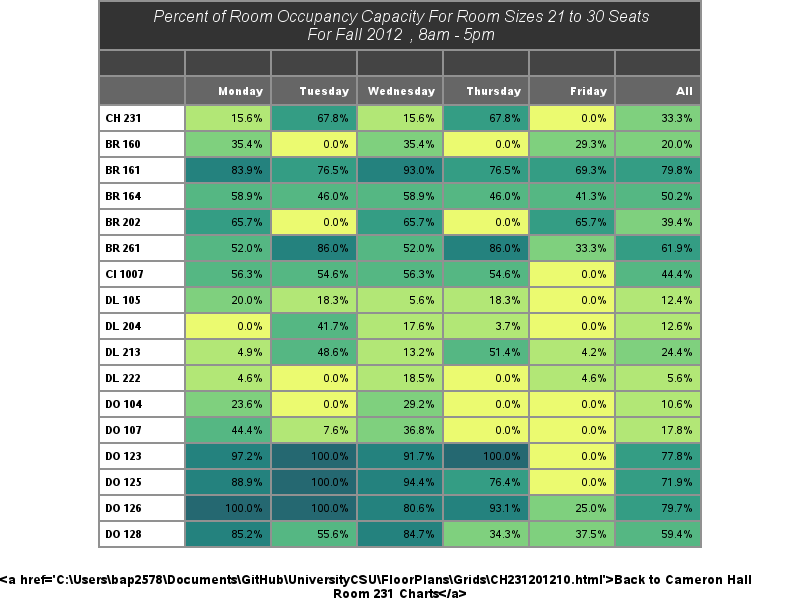 Percent of Room Occupancy Capacity For Room Sizes 21 to 30 Seats
For Fall 2012 , 8am - 5pm
Monday Tuesday Wednesday Thursday Friday All
CH 231 15.6% 67.8% 15.6% 67.8% 0.0% 33.3%
BR 160 35.4% 0.0% 35.4% 0.0% 29.3% 20.0%
BR 161 83.9% 76.5% 93.0% 76.5% 69.3% 79.8%
BR 164 58.9% 46.0% 58.9% 46.0% 41.3% 50.2%
BR 202 65.7% 0.0% 65.7% 0.0% 65.7% 39.4%
BR 261 52.0% 86.0% 52.0% 86.0% 33.3% 61.9%
CI 1007 56.3% 54.6% 56.3% 54.6% 0.0% 44.4%
DL 105 20.0% 18.3% 5.6% 18.3% 0.0% 12.4%
DL 204 0.0% 41.7% 17.6% 3.7% 0.0% 12.6%
DL 213 4.9% 48.6% 13.2% 51.4% 4.2% 24.4%
DL 222 4.6% 0.0% 18.5% 0.0% 4.6% 5.6%
DO 104 23.6% 0.0% 29.2% 0.0% 0.0% 10.6%
DO 107 44.4% 7.6% 36.8% 0.0% 0.0% 17.8%
DO 123 97.2% 100.0% 91.7% 100.0% 0.0% 77.8%
DO 125 88.9% 100.0% 94.4% 76.4% 0.0% 71.9%
DO 126 100.0% 100.0% 80.6% 93.1% 25.0% 79.7%
DO 128 85.2% 55.6% 84.7% 34.3% 37.5% 59.4%
<a href='C:\Users\bap2578\Documents\GitHub\UniversityCSU\FloorPlans\Grids\CH231201210.html'>Back to Cameron Hall
Room 231 Charts</a>